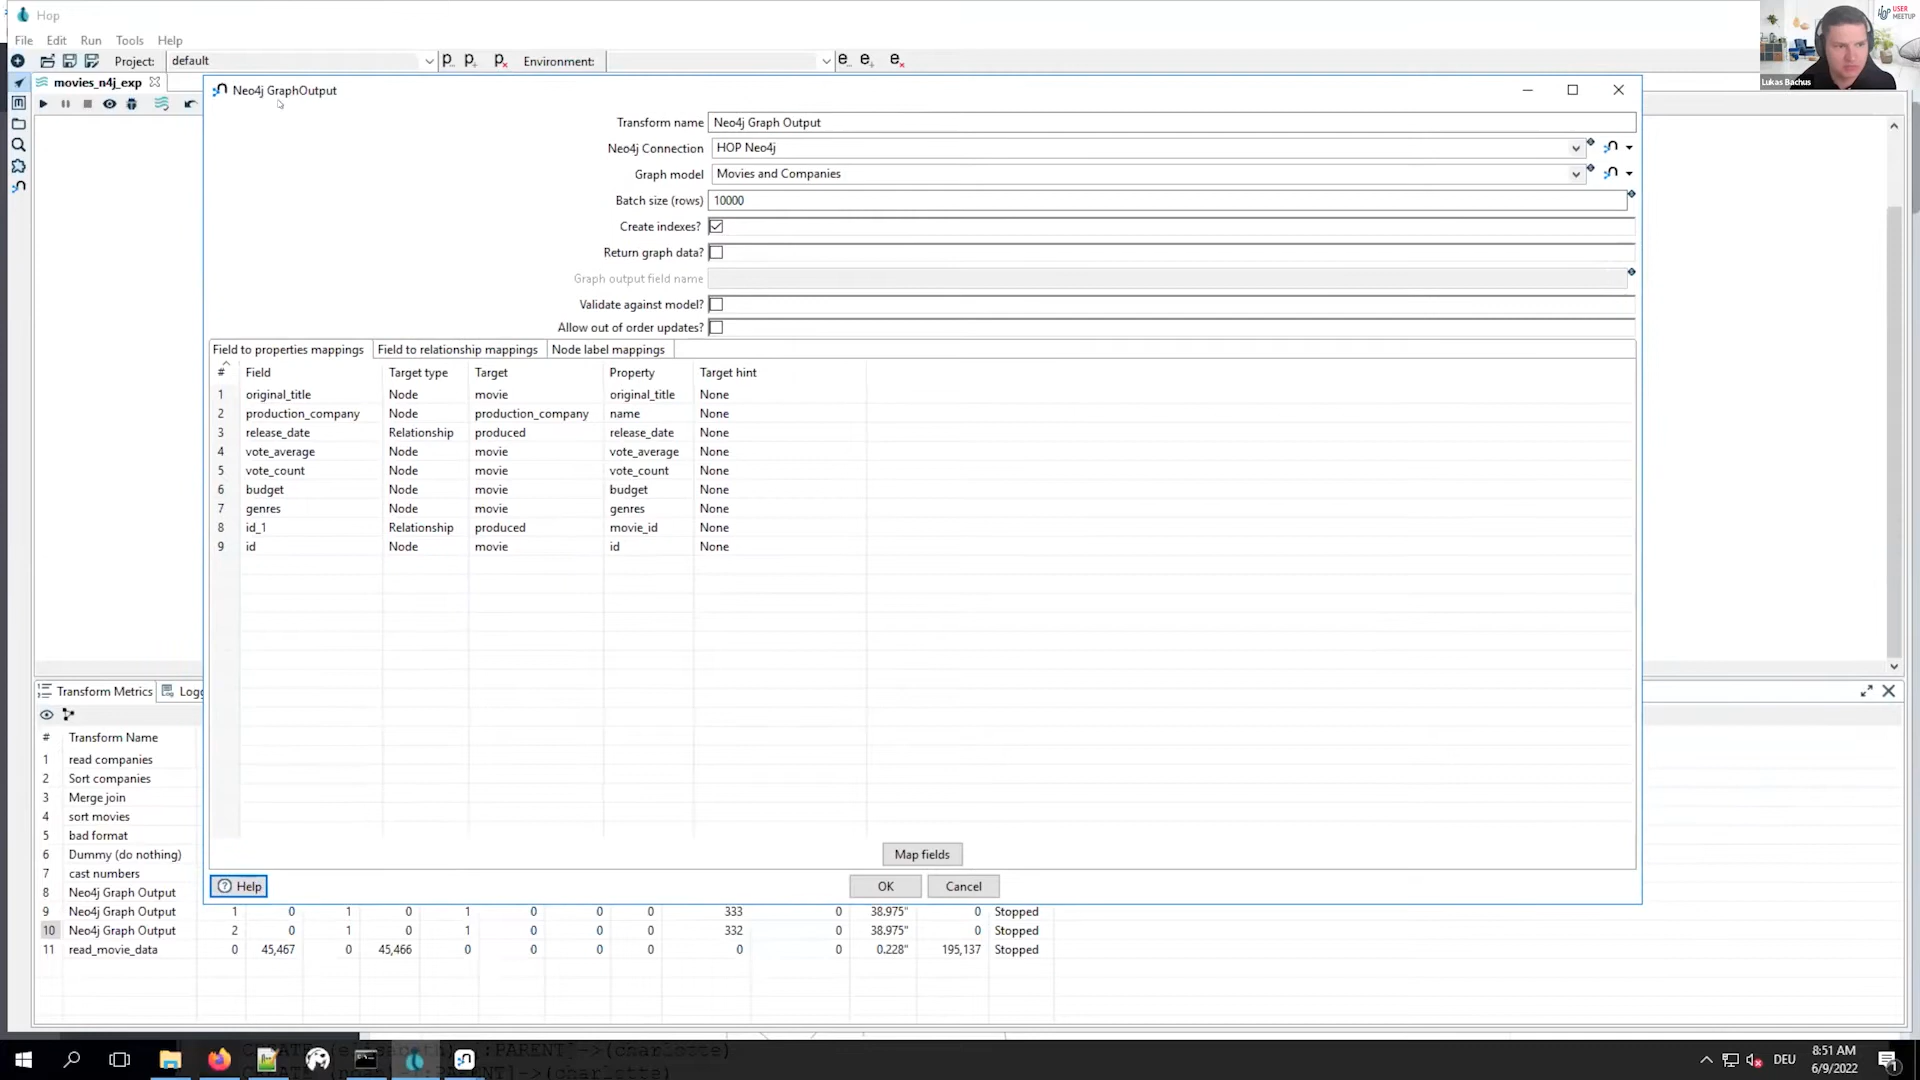 Hop
File Edit Run Tools Help
Project: default Environment:
movies_n4j_exp
Neo4j GraphOutput
Transform name Neo4j Graph Output
Neo4j Connection HOP Neo4j
Graph model Movies and Companies
Batch size (rows) 10000
Create indexes?
Return graph data?
Graph output field name
Validate against model?
Allow out of order updates?
Field to properties mappings Field to relationship mappings Node label mappings
# Field Target type Target Property Target hint
1 original_title Node movie original_title None
2 production_company Node production_company name None
3 release_date Relationship produced release_date None
4 vote_average Node movie vote_average None
5 vote_count Node movie vote_count None
6 budget Node movie budget None
7 genres Node movie genres None
8 id_1 Relationship produced movie_id None
9 id Node movie id None
Map fields
Help OK Cancel
Transform Metrics Logg
# Transform Name
1 read companies
2 Sort companies
3 Merge join
4 sort movies
5 bad format
6 Dummy (do nothing)
7 cast numbers
8 Neo4j Graph Output
9 Neo4j Graph Output 1 0 1 0 1 0 0 0 333 0 38.975" 0 Stopped
10 Neo4j Graph Output 2 0 1 0 1 0 0 0 332 0 38.975" 0 Stopped
11 read_movie_data 0 45,467 0 45,466 0 0 0 0 0 0 0.228" 195,137 Stopped
:PARENT]->(charlotte)
DEU
8:51 AM
6/9/2022
Lukas Bachus
USER
MEETUP